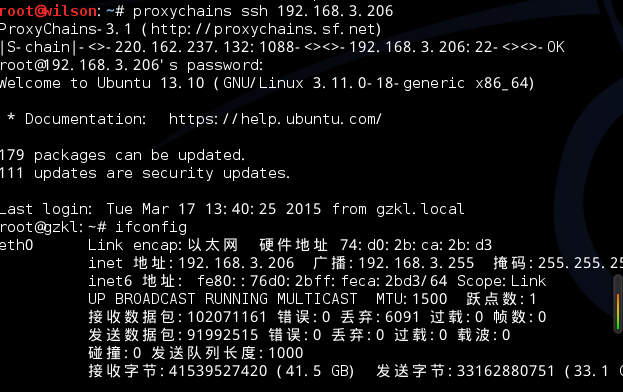 root@wilson:~# proxychains ssh 192.168.3.206
ProxyChains-3.1 (http://proxychains.sf.net)
|S-chain|-<>-220.162.237.132:1088-<><>-192.168.3.206:22-<><>-OK
root@192.168.3.206's password:
Welcome to Ubuntu 13.10 (GNU/Linux 3.11.0-18-generic x86_64)
* Documentation:  https://help.ubuntu.com/
179 packages can be updated.
111 updates are security updates.
Last login: Tue Mar 17 13:40:25 2015 from gzkl.local
root@gzkl:~# ifconfig
eth0      Link encap:以太网  硬件地址 74:d0:2b:ca:2b:d3
inet 地址:192.168.3.206  广播:192.168.3.255  掩码:255.255.25
inet6 地址: fe80::76d0:2bff:feca:2bd3/64 Scope:Link
UP BROADCAST RUNNING MULTICAST  MTU:1500  跃点数:1
接收数据包:102071161 错误:0 丢弃:6091 过载:0 帧数:0
发送数据包:91992515 错误:0 丢弃:0 过载:0 载波:0
碰撞:0 发送队列长度:1000
接收字节:41539527420 (41.5 GB)  发送字节:33162880751 (33.1 G